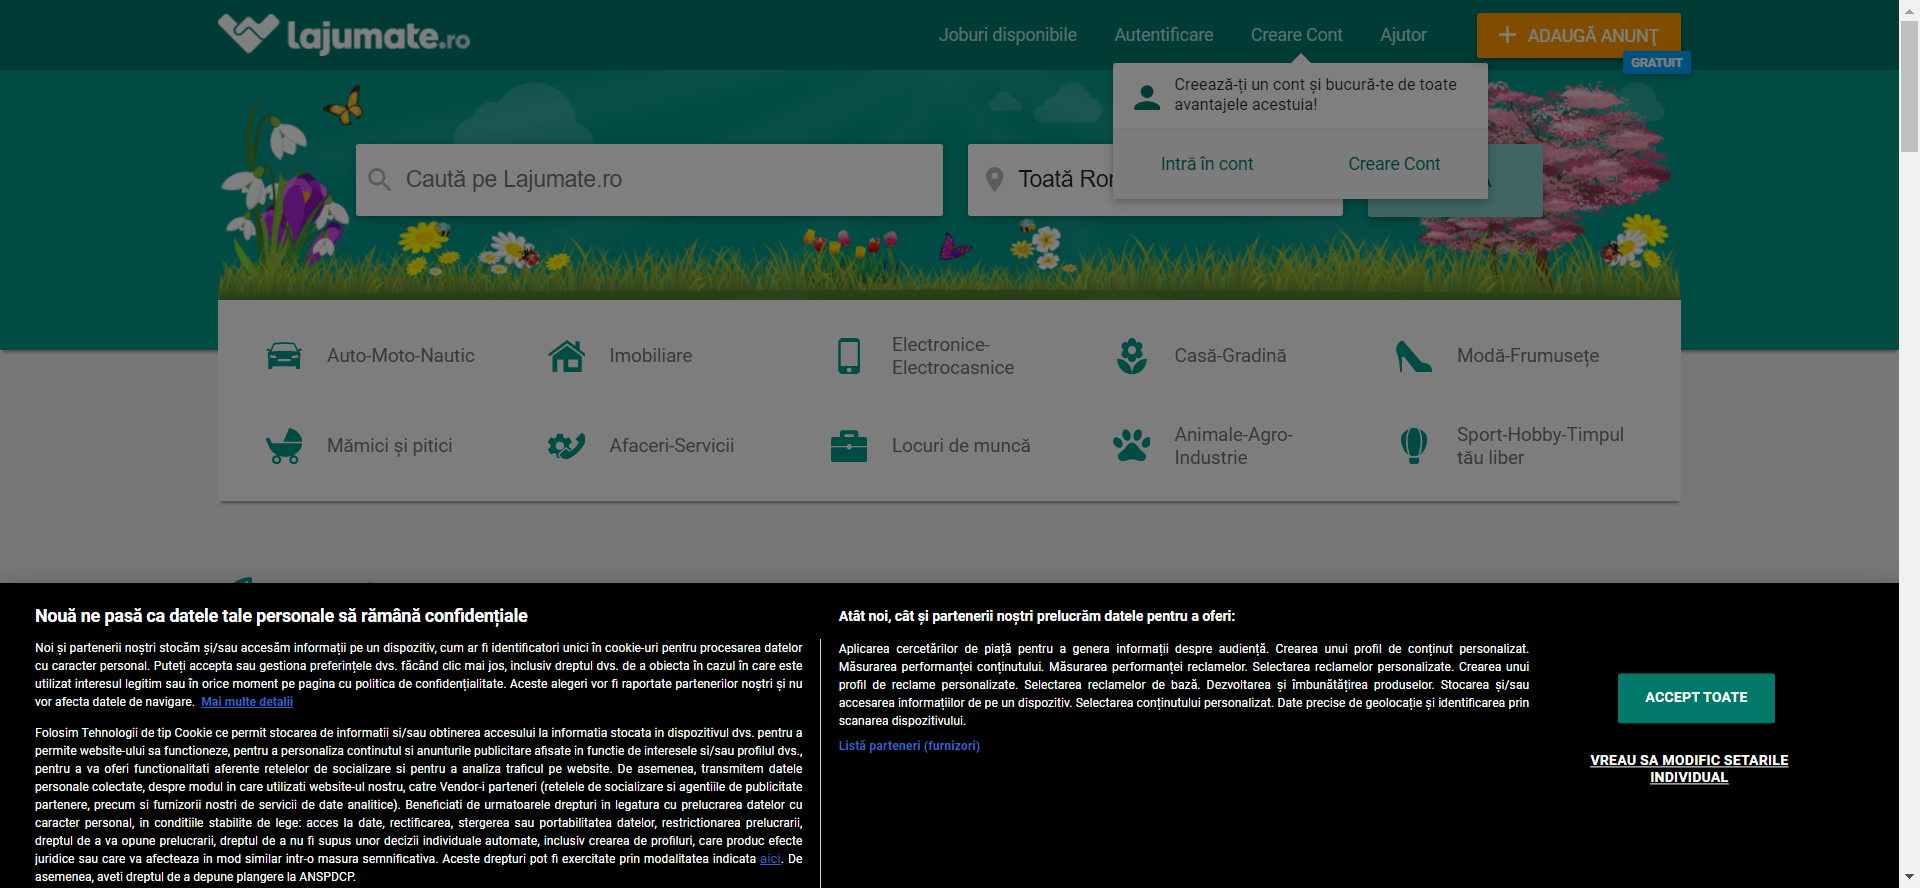 Lajumate.ro
Joburi disponibile
Autentificare
Creare Cont
Ajutor
+ ADAUGĂ ANUNŢ
GRATUIT
Creează-ți un cont și bucură-te de toate
avantajele acestuia!
Intră în cont
Creare Cont
Caută pe Lajumate.ro
Toată
Auto-Moto-Nautic
Imobiliare
Electronice-
Electrocasnice
Casă-Gradină
Modă-Frumusețe
Mămici și pitici
Afaceri-Servicii
Locuri de muncă
Animale-Agro-
Industrie
Sport-Hobby-Timpul
tău liber
Nouă ne pasă ca datele tale personale să rămână confidențiale
Noi și partenerii noștri stocăm și/sau accesăm informații pe un dispozitiv, cum ar fi identificatori unici în cookie-uri pentru procesarea datelor
cu caracter personal. Puteți accepta sau gestiona preferințele dvs. făcând clic mai jos, inclusiv dreptul dvs. de a obiecta în cazul în care este
utilizat interesul legitim sau în orice moment pe pagina cu politica de confidențialitate. Aceste alegeri vor fi raportate partenerilor noștri și nu
vor afecta datele de navigare. Mai multe detalii
Folosim Tehnologii de tip Cookie ce permit stocarea de informatii si/sau obtinerea accesului la informatia stocata in dispozitivul dvs. pentru a
permite website-ului sa functioneze, pentru a personaliza continutul si anunturile publicitare afisate in functie de interesele si/sau profilul dvs.,
pentru a va oferi functionalitati aferente retelelor de socializare si pentru a analiza traficul pe website. De asemenea, transmitem datele
personale colectate, despre modul in care utilizati website-ul nostru, catre Vendor-i parteneri (retelele de socializare si agentiile de publicitate
partenere, precum si furnizorii nostri de servicii de date analitice). Beneficiati de urmatoarele drepturi in legatura cu prelucrarea datelor cu
caracter personal, in conditiile stabilite de lege: acces la date, rectificarea, stergerea sau portabilitatea datelor, restrictionarea prelucrarii,
dreptul de a va opune prelucrarii, dreptul de a nu fi supus unor decizii individuale automate, inclusiv crearea de profiluri, care produc efecte
juridice sau care va afecteaza in mod similar intr-o masura semnificativa. Aceste drepturi pot fi exercitate prin modalitatea indicata aici. De
asemenea, aveti dreptul de a depune plangere la ANSPDCP.
Atât noi, cât și partenerii noștri prelucrăm datele pentru a oferi:
Aplicarea cercetărilor de piață pentru a genera informații despre audiență. Crearea unui profil de conținut personalizat.
Măsurarea performanței conținutului. Măsurarea performanței reclamelor. Selectarea reclamelor personalizate. Crearea unui
profil de reclame personalizate. Selectarea reclamelor de bază. Dezvoltarea și îmbunătățirea produselor. Stocarea și/sau
accesarea informațiilor de pe un dispozitiv. Selectarea conținutului personalizat. Date precise de geolocație și identificarea prin
scanarea dispozitivului.
Listă parteneri (furnizori)
ACCEPT TOATE
VREAU SA MODIFIC SETARILE
INDIVIDUAL